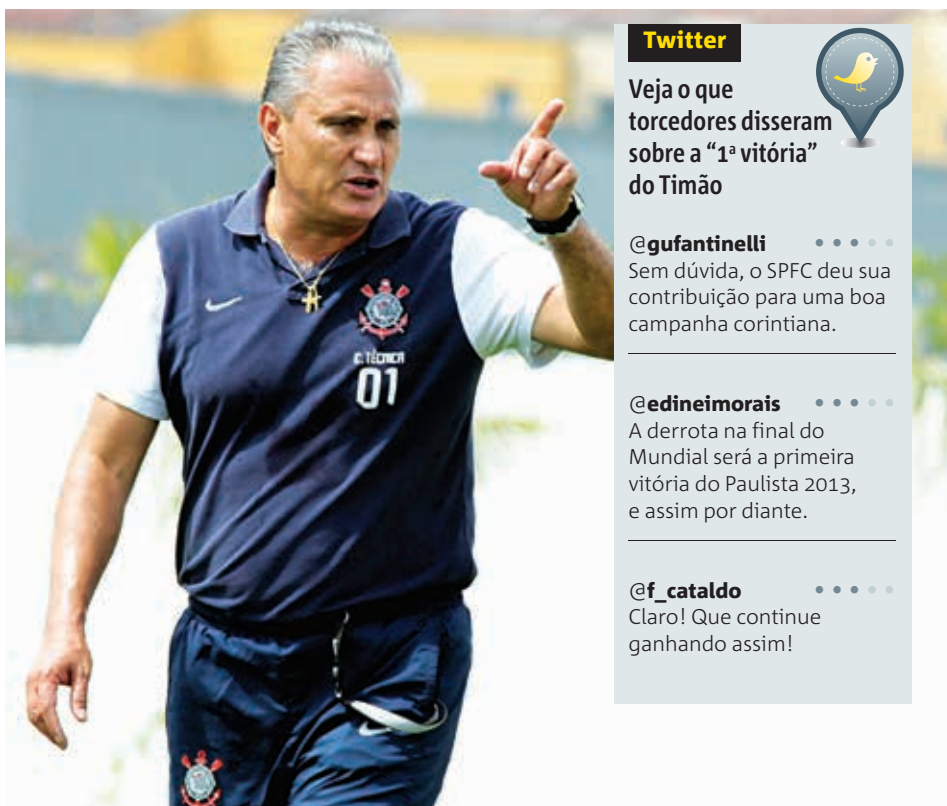 Twitter
Veja o que
torcedores disseram
sobre a “1ª vitória”
do Timão
@gufantinelli
Sem dúvida, o SPFC deu sua
contribuição para uma boa
campanha corintiana.
@edineimorais
A derrota na final do
Mundial será a primeira
vitória do Paulista 2013,
e assim por diante.
@f_cataldo
Claro! Que continue
ganhando assim!
C. TÉCNICA
01